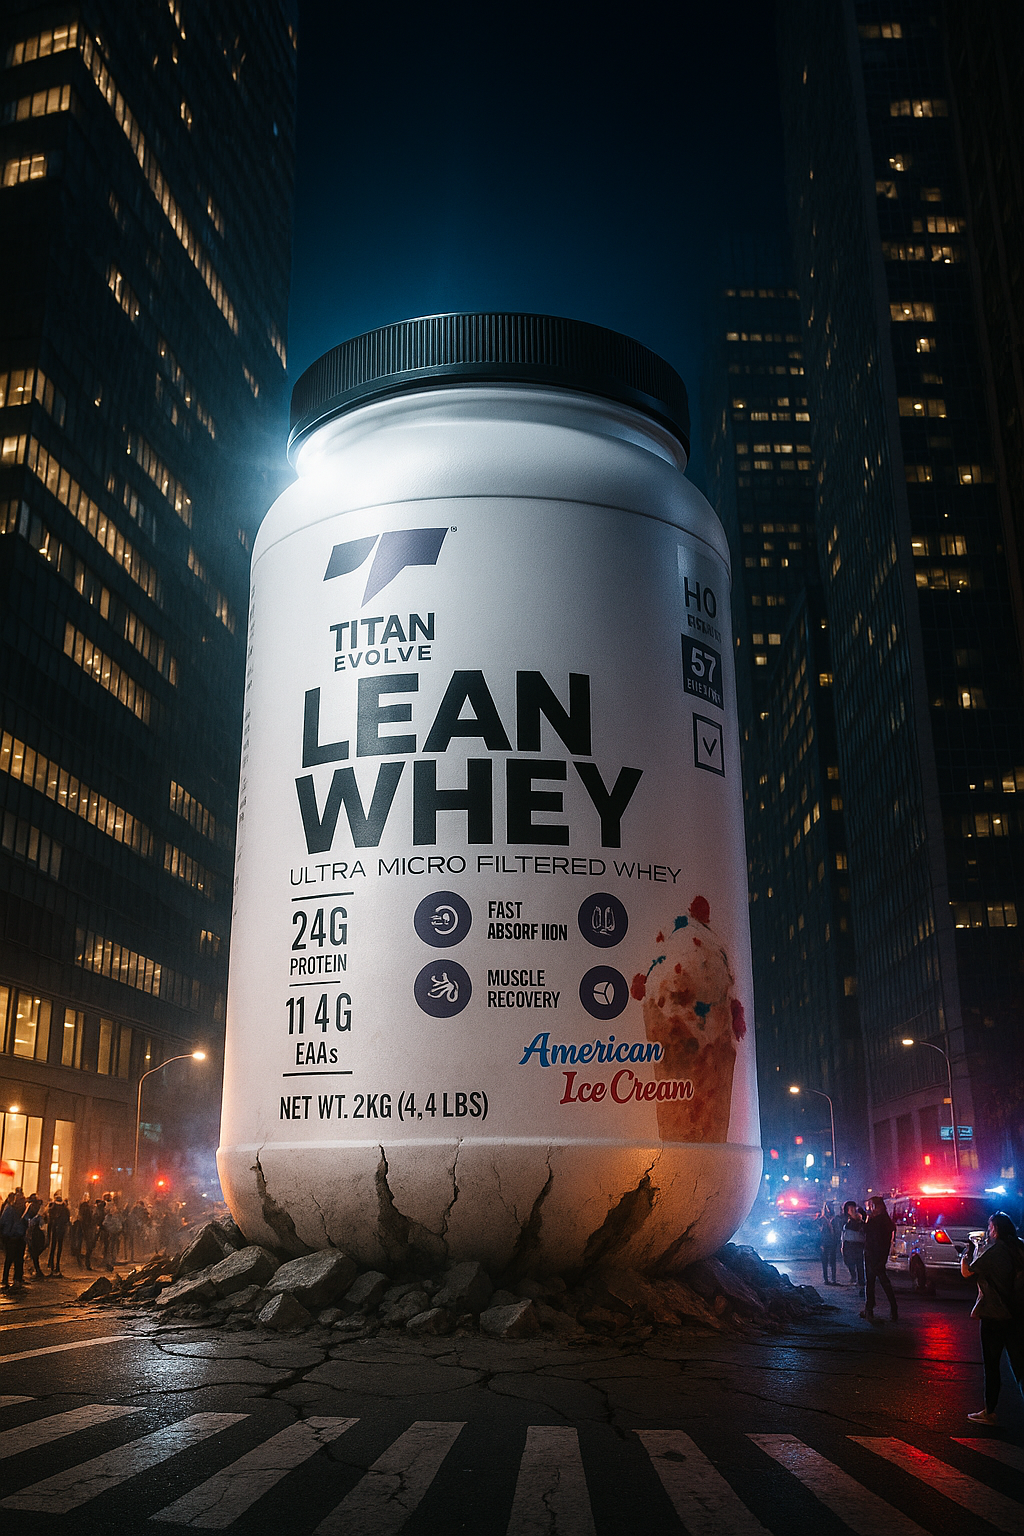 TITAN
EVOLVE
LEAN
WHEY
ULTRA MICRO FILTERED WHEY
24G
PROTEIN
11 4G
EAAs
FAST
ABSORF IION
MUSCLE
RECOVERY
American
Ice Cream
NET WT. 2KG (4,4 LBS)
HO
57